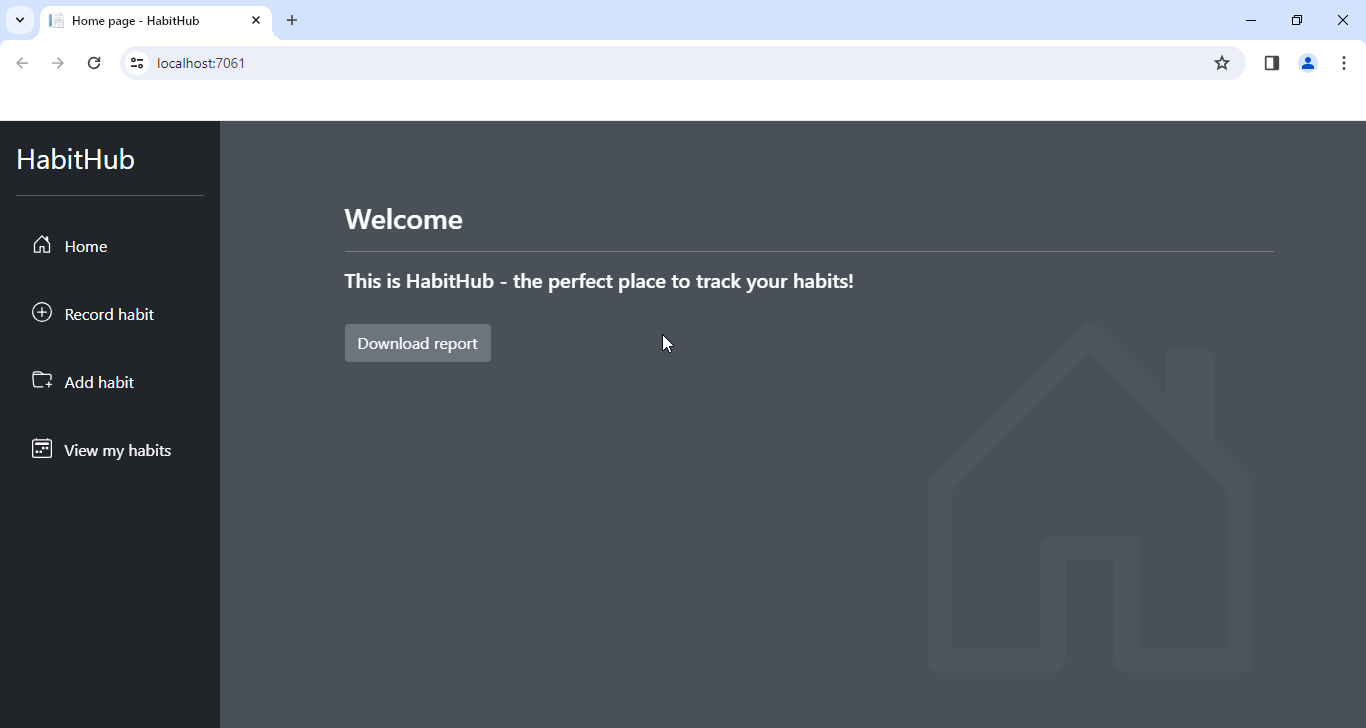 Home page - HabitHub
localhost:7061
HabitHub
Home
Record habit
Add habit
View my habits
Welcome
This is HabitHub - the perfect place to track your habits!
Download report